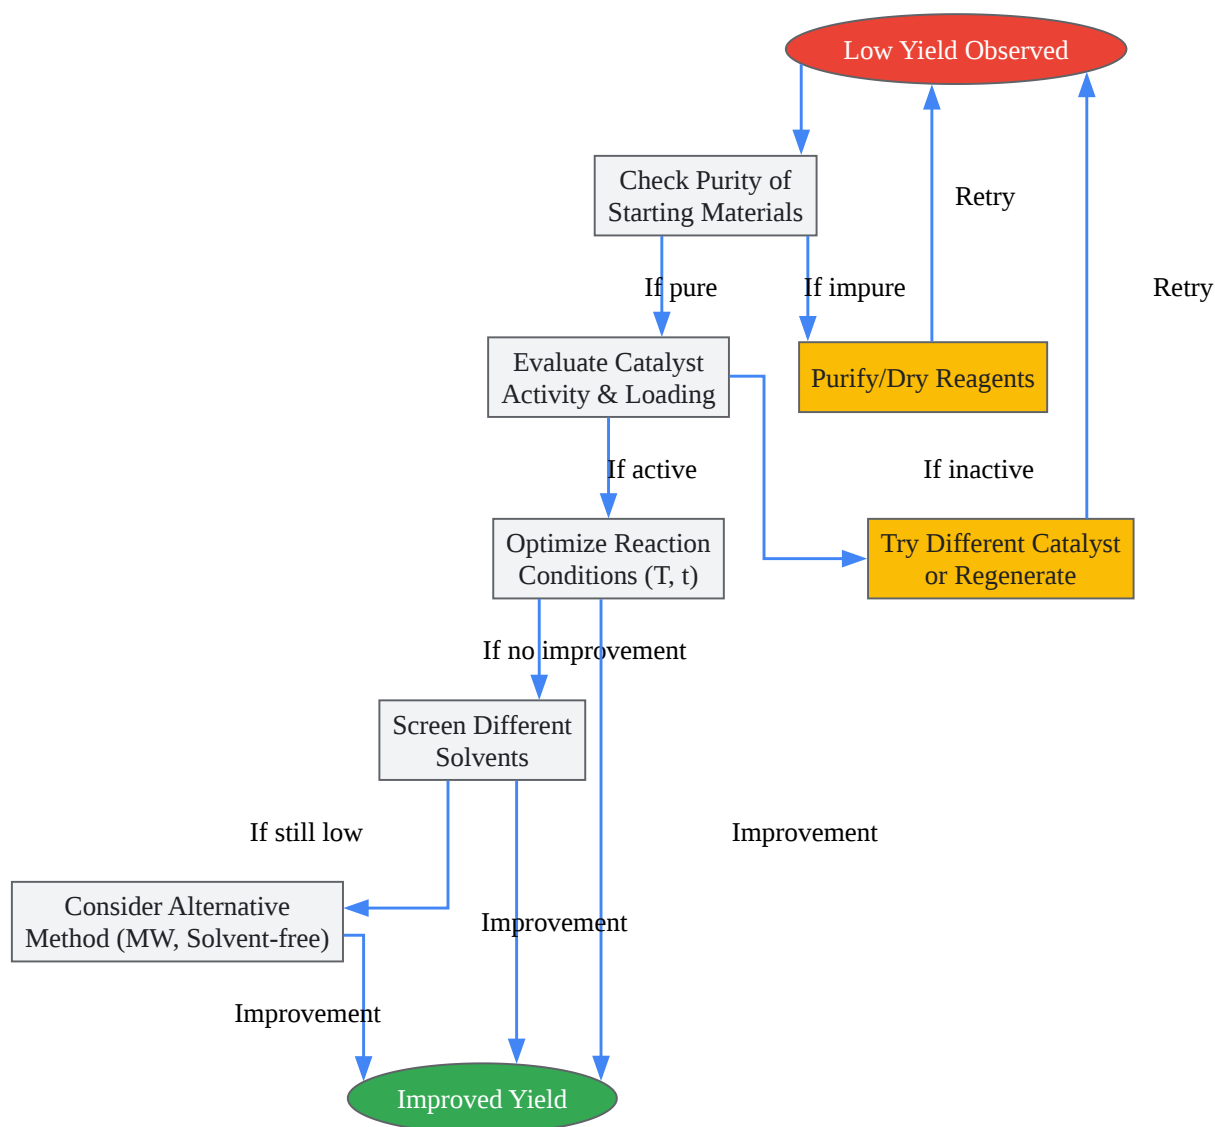 Low Yield Observed
Check Purity of
Starting Materials
Retry
If pure
If impure
Retry
Evaluate Catalyst
Activity & Loading
Purify/Dry Reagents
If active
If inactive
Optimize Reaction
Conditions (T, t)
Try Different Catalyst
or Regenerate
If no improvement
Screen Different
Solvents
If still low
Improvement
Consider Alternative
Method (MW, Solvent-free)
Improvement
Improvement
Improved Yield